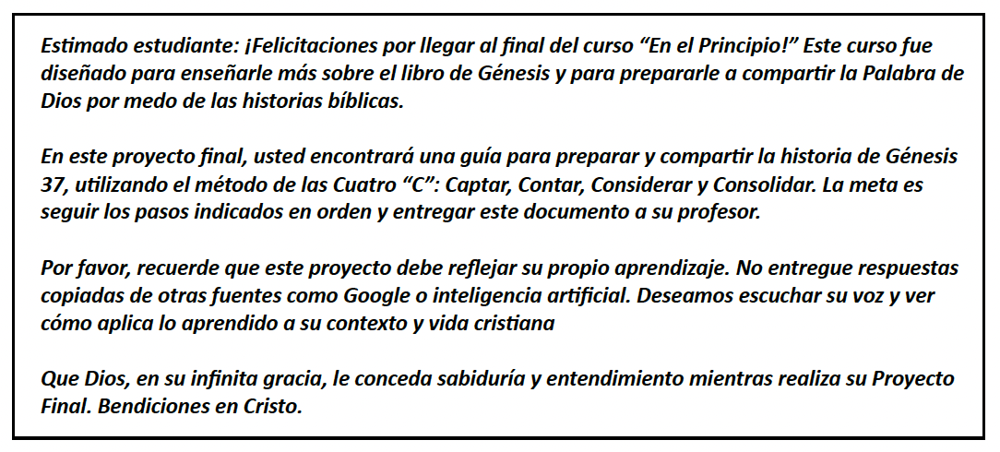 Estimado estudiante: ¡Felicitaciones por llegar al final del curso “En el Principio!” Este curso fue
diseñado para enseñarle más sobre el libro de Génesis y para prepararle a compartir la Palabra de
Dios por medo de las historias bíblicas.
En este proyecto final, usted encontrará una guía para preparar y compartir la historia de Génesis
37, utilizando el método de las Cuatro “C”: Captar, Contar, Considerar y Consolidar. La meta es
seguir los pasos indicados en orden y entregar este documento a su profesor.
Por favor, recuerde que este proyecto debe reflejar su propio aprendizaje. No entregue respuestas
copiadas de otras fuentes como Google o inteligencia artificial. Deseamos escuchar su voz y ver
cómo aplica lo aprendido a su contexto y vida cristiana
Que Dios, en su infinita gracia, le conceda sabiduría y entendimiento mientras realiza su Proyecto
Final. Bendiciones en Cristo.